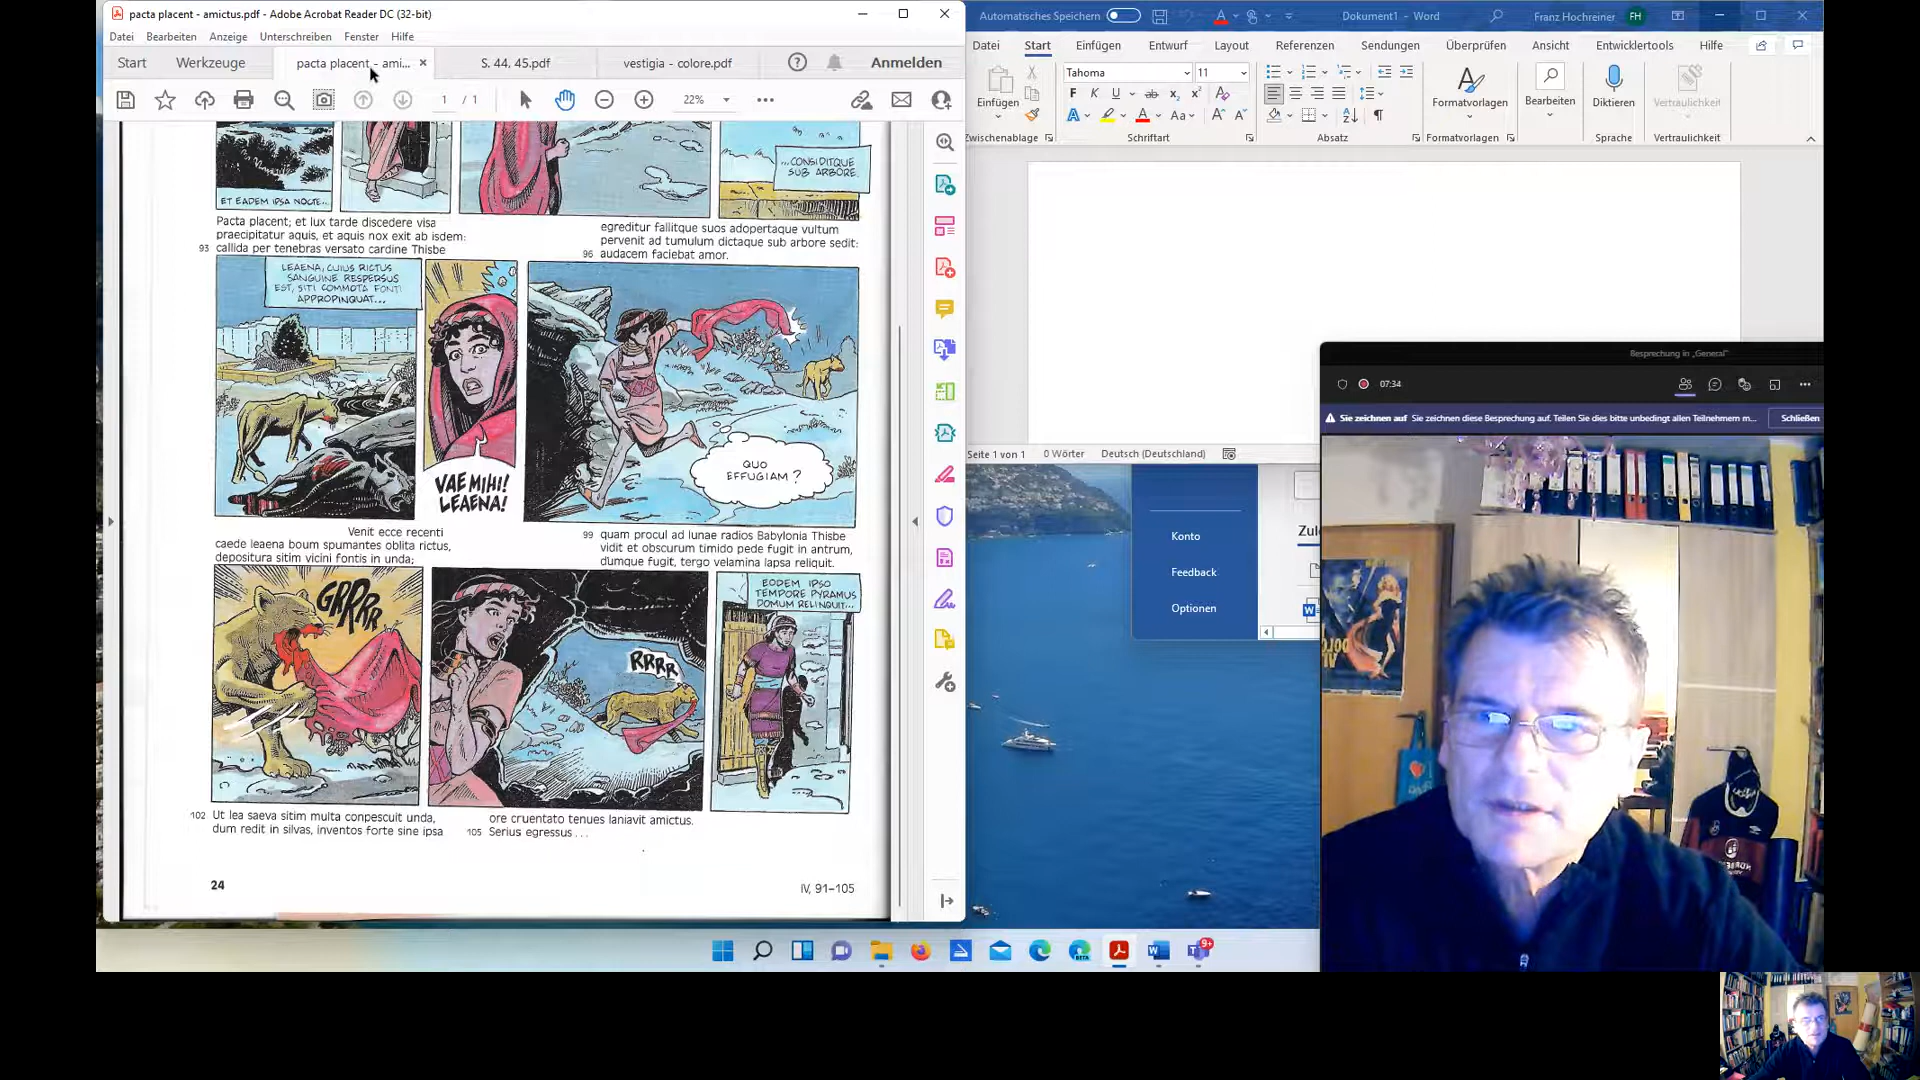 pacta placent - amictus.pdf - Adobe Acrobat Reader DC (32-bit)
Datei Bearbeiten Anzeige Unterschreiben Fenster Hilfe
Start Werkzeuge pacta placent - ami... S. 44, 45.pdf vestigia - colore.pdf Anmelden
1 / 1 22%
ET EADEM IPSA NOCTE...
...CONSIDITQUE
SUB ARBORE.
Pacta placent; et lux tarde discedere visa
praecipitatur aquis, et aquis nox exit ab isdem:
93 callida per tenebras versato cardine Thisbe
egreditur fallitque suos adopertaque vultum
pervenit ad tumulum dictaque sub arbore sedit:
96 audacem faciebat amor.
LEAENA, CUIUS RICTUS
SANGUINE RESPERSUS
EST, SITI COMMOTA FONTI
APPROPINQUAT...
VAE MIHI!
LEAENA!
QUO
EFFUGIAM?
Venit ecce recenti
caede leaena boum spumantes oblita rictus,
depositura sitim vicini fontis in unda;
99 quam procul ad lunae radios Babylonia Thisbe
vidit et obscurum timido pede fugit in antrum,
dumque fugit, tergo velamina lapsa reliquit.
GRRRR
RRRR
EODEM IPSO
TEMPORE PYRAMUS
DOMUM RELINQUIT...
102 Ut lea saeva sitim multa conpescuit unda,
dum redit in silvas, inventos forte sine ipsa
ore cruentato tenues laniavit amictus.
105 Serius egressus ...
24
IV, 91–105
Automatisches Speichern Dokument1 - Word Franz Hochreiner FH
Datei Start Einfügen Entwurf Layout Referenzen Sendungen Überprüfen Ansicht Entwicklertools Hilfe
Tahoma 11
Einfügen Formatvorlagen Bearbeiten Diktieren Vertraulichkeit
F K U ab x₂ x²
Zwischenablage Schriftart Absatz Formatvorlagen Sprache Vertraulichkeit
Seite 1 von 1 0 Wörter Deutsch (Deutschland)
Konto
Feedback
Optionen
Besprechung in „General"
07:34
Sie zeichnen auf Sie zeichnen diese Besprechung auf. Teilen Sie dies bitte unbedingt allen Teilnehmern m... Schließen
9+